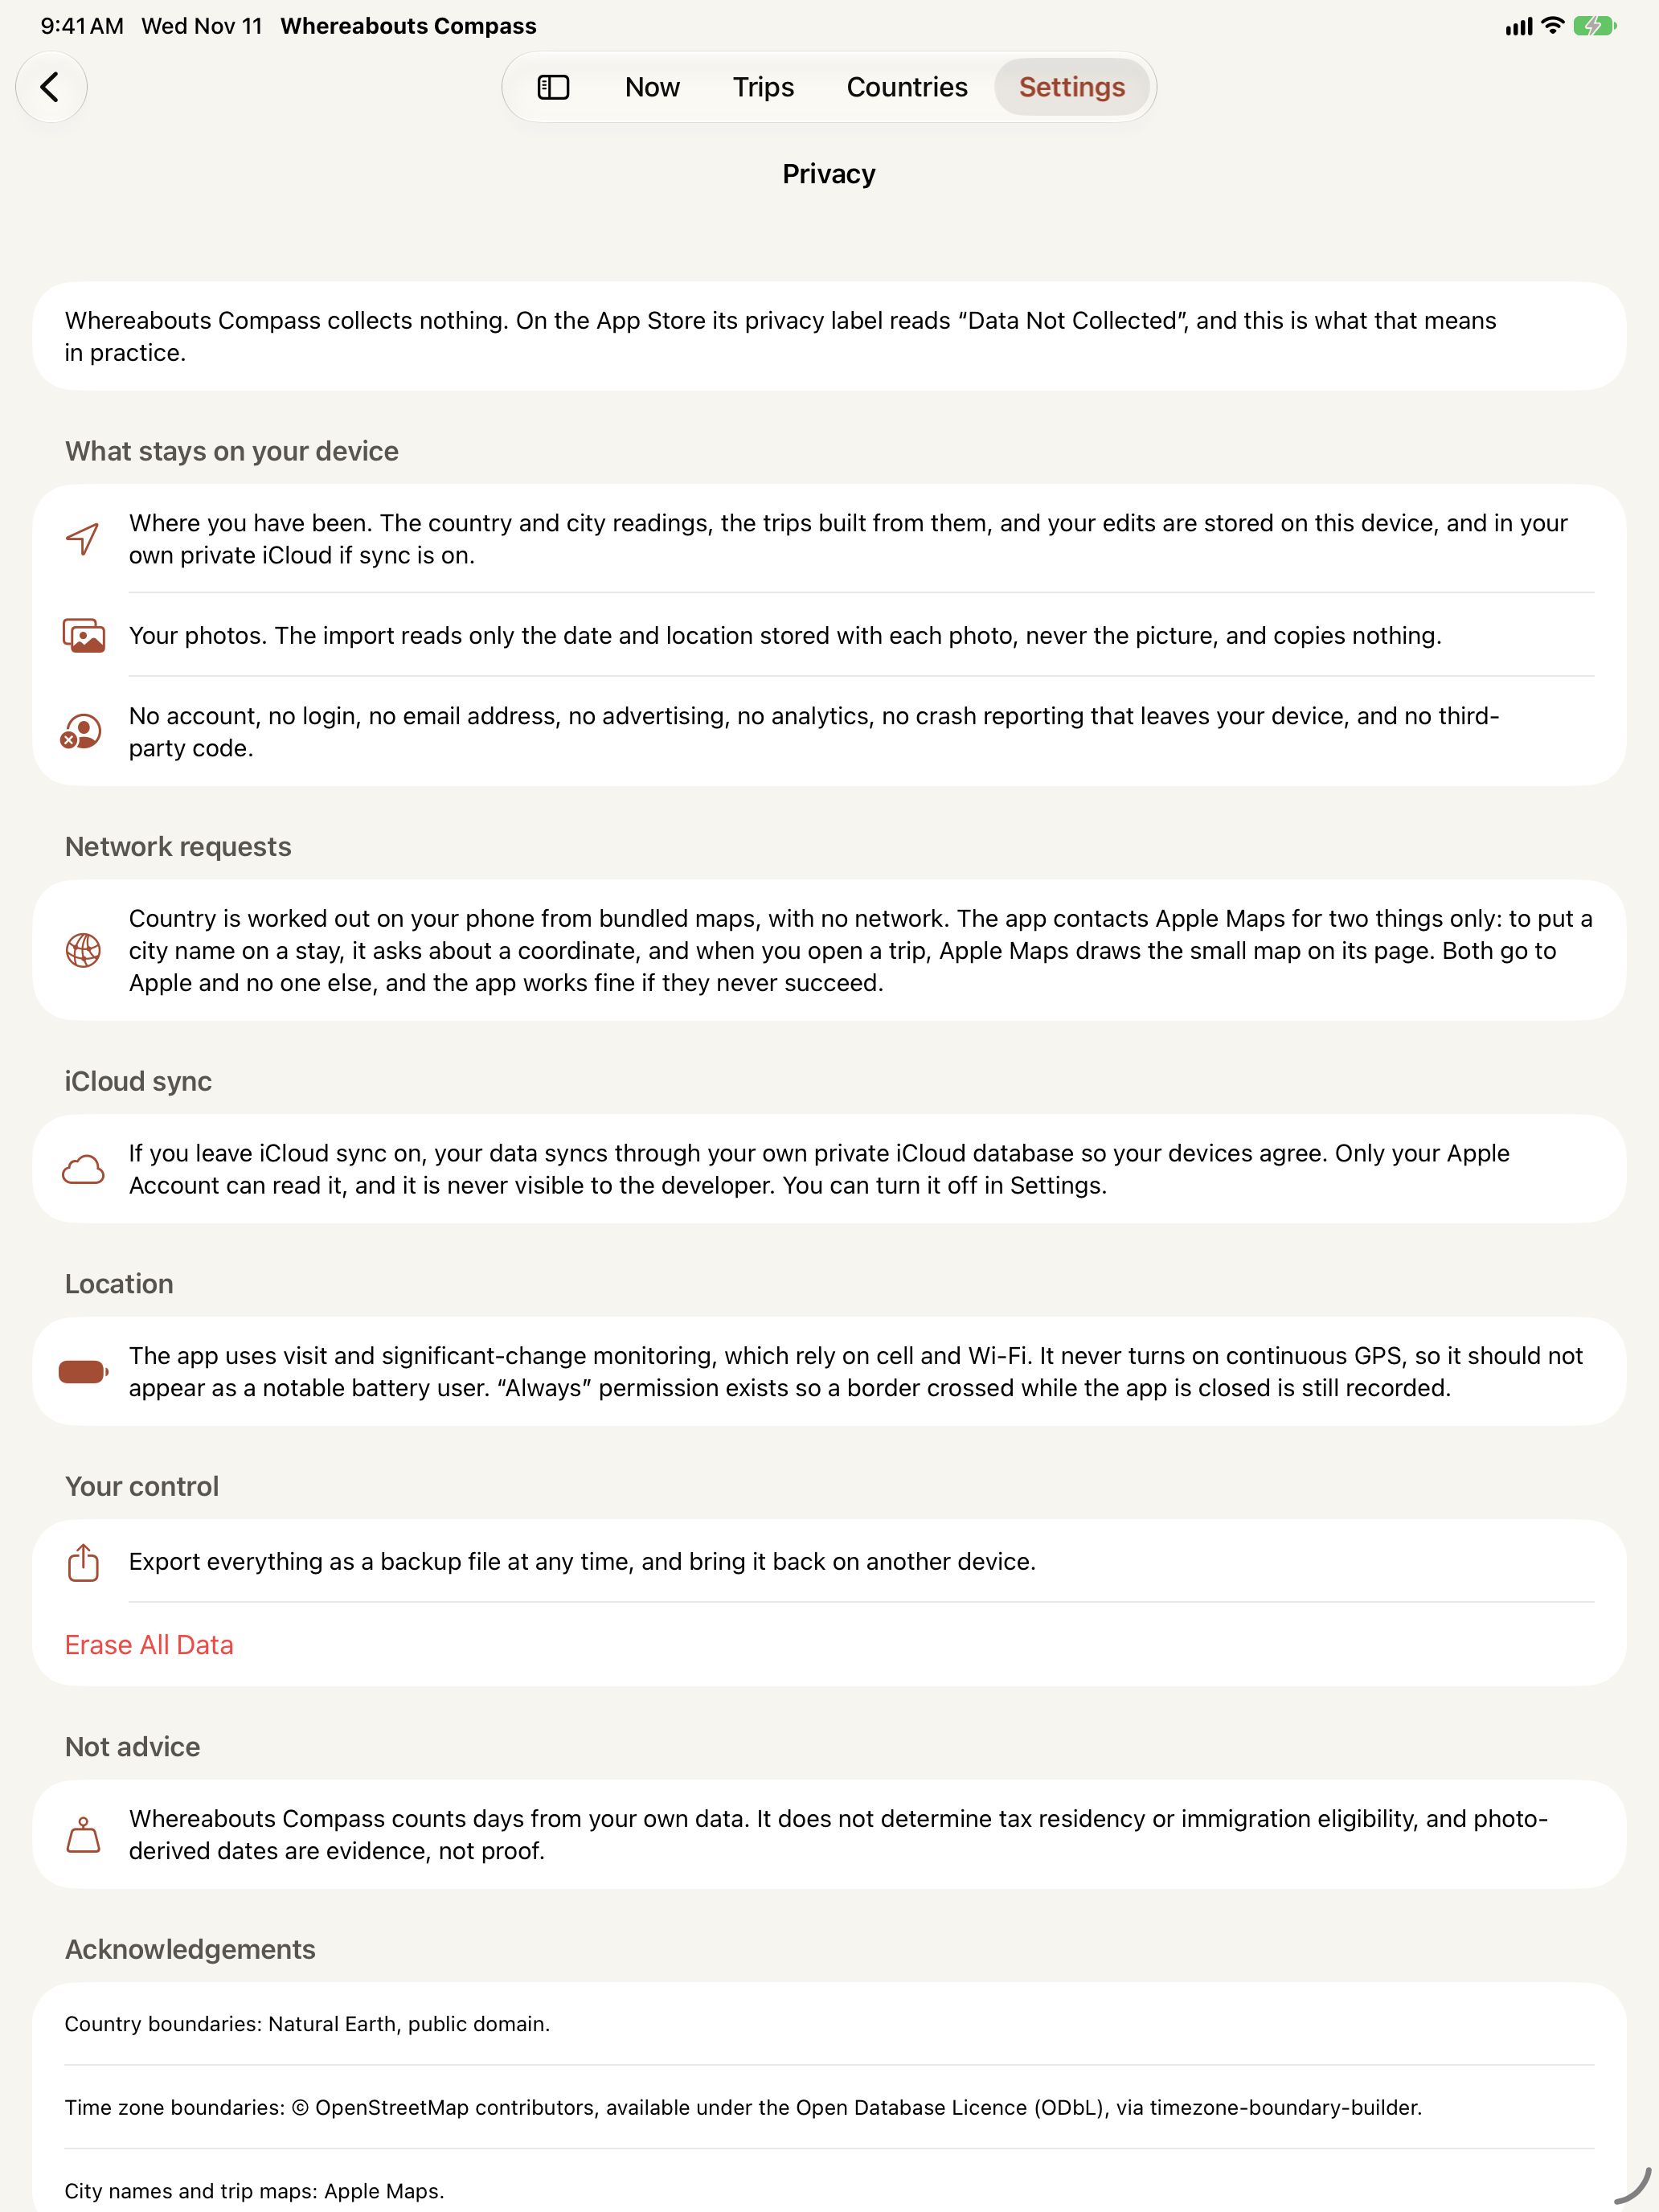 9:41 AM Wed Nov 11 Whereabouts Compass
Now Trips Countries Settings
Privacy
Whereabouts Compass collects nothing. On the App Store its privacy label reads “Data Not Collected”, and this is what that means
in practice.
What stays on your device
Where you have been. The country and city readings, the trips built from them, and your edits are stored on this device, and in your
own private iCloud if sync is on.
Your photos. The import reads only the date and location stored with each photo, never the picture, and copies nothing.
No account, no login, no email address, no advertising, no analytics, no crash reporting that leaves your device, and no third-
party code.
Network requests
Country is worked out on your phone from bundled maps, with no network. The app contacts Apple Maps for two things only: to put a
city name on a stay, it asks about a coordinate, and when you open a trip, Apple Maps draws the small map on its page. Both go to
Apple and no one else, and the app works fine if they never succeed.
iCloud sync
If you leave iCloud sync on, your data syncs through your own private iCloud database so your devices agree. Only your Apple
Account can read it, and it is never visible to the developer. You can turn it off in Settings.
Location
The app uses visit and significant-change monitoring, which rely on cell and Wi-Fi. It never turns on continuous GPS, so it should not
appear as a notable battery user. “Always” permission exists so a border crossed while the app is closed is still recorded.
Your control
Export everything as a backup file at any time, and bring it back on another device.
Erase All Data
Not advice
Whereabouts Compass counts days from your own data. It does not determine tax residency or immigration eligibility, and photo-
derived dates are evidence, not proof.
Acknowledgements
Country boundaries: Natural Earth, public domain.
Time zone boundaries: © OpenStreetMap contributors, available under the Open Database Licence (ODbL), via timezone-boundary-builder.
City names and trip maps: Apple Maps.